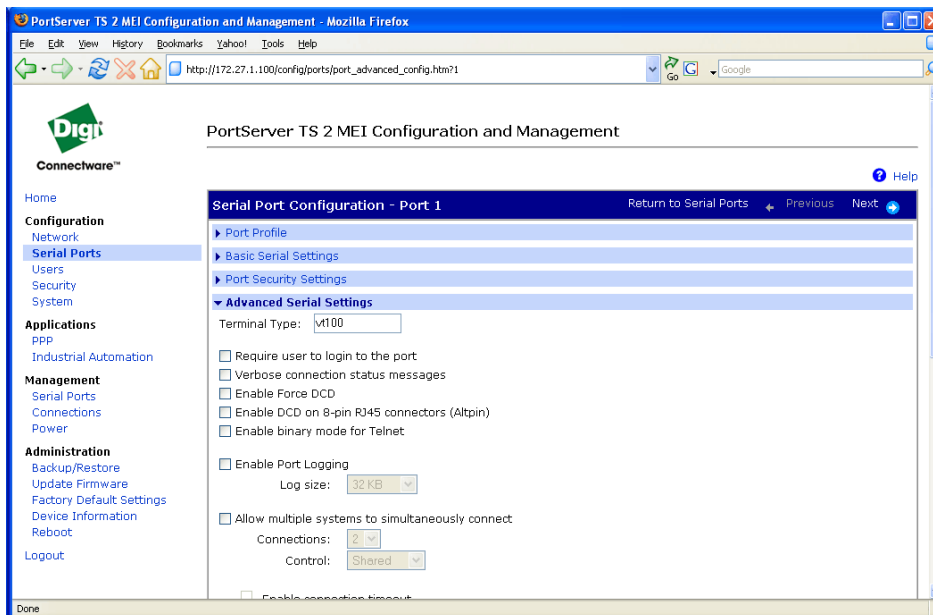 PortServer TS 2 MEI Configuration and Management - Mozilla Firefox
File Edit View History Bookmarks Yahoo! Tools Help
http://172.27.1.100/config/ports/port_advanced_config.htm?1
Go
G
Google
Digi
Connectware™
PortServer TS 2 MEI Configuration and Management
Help
Home
Configuration
Network
Serial Ports
Users
Security
System
Applications
PPP
Industrial Automation
Management
Serial Ports
Connections
Power
Administration
Backup/Restore
Update Firmware
Factory Default Settings
Device Information
Reboot
Logout
Serial Port Configuration - Port 1
Return to Serial Ports Previous Next
Port Profile
Basic Serial Settings
Port Security Settings
Advanced Serial Settings
Terminal Type: vt100
Require user to login to the port
Verbose connection status messages
Enable Force DCD
Enable DCD on 8-pin RJ45 connectors (Altpin)
Enable binary mode for Telnet
Enable Port Logging
Log size: 32 KB
Allow multiple systems to simultaneously connect
Connections: 2
Control: Shared
Enable connection timeout
Done